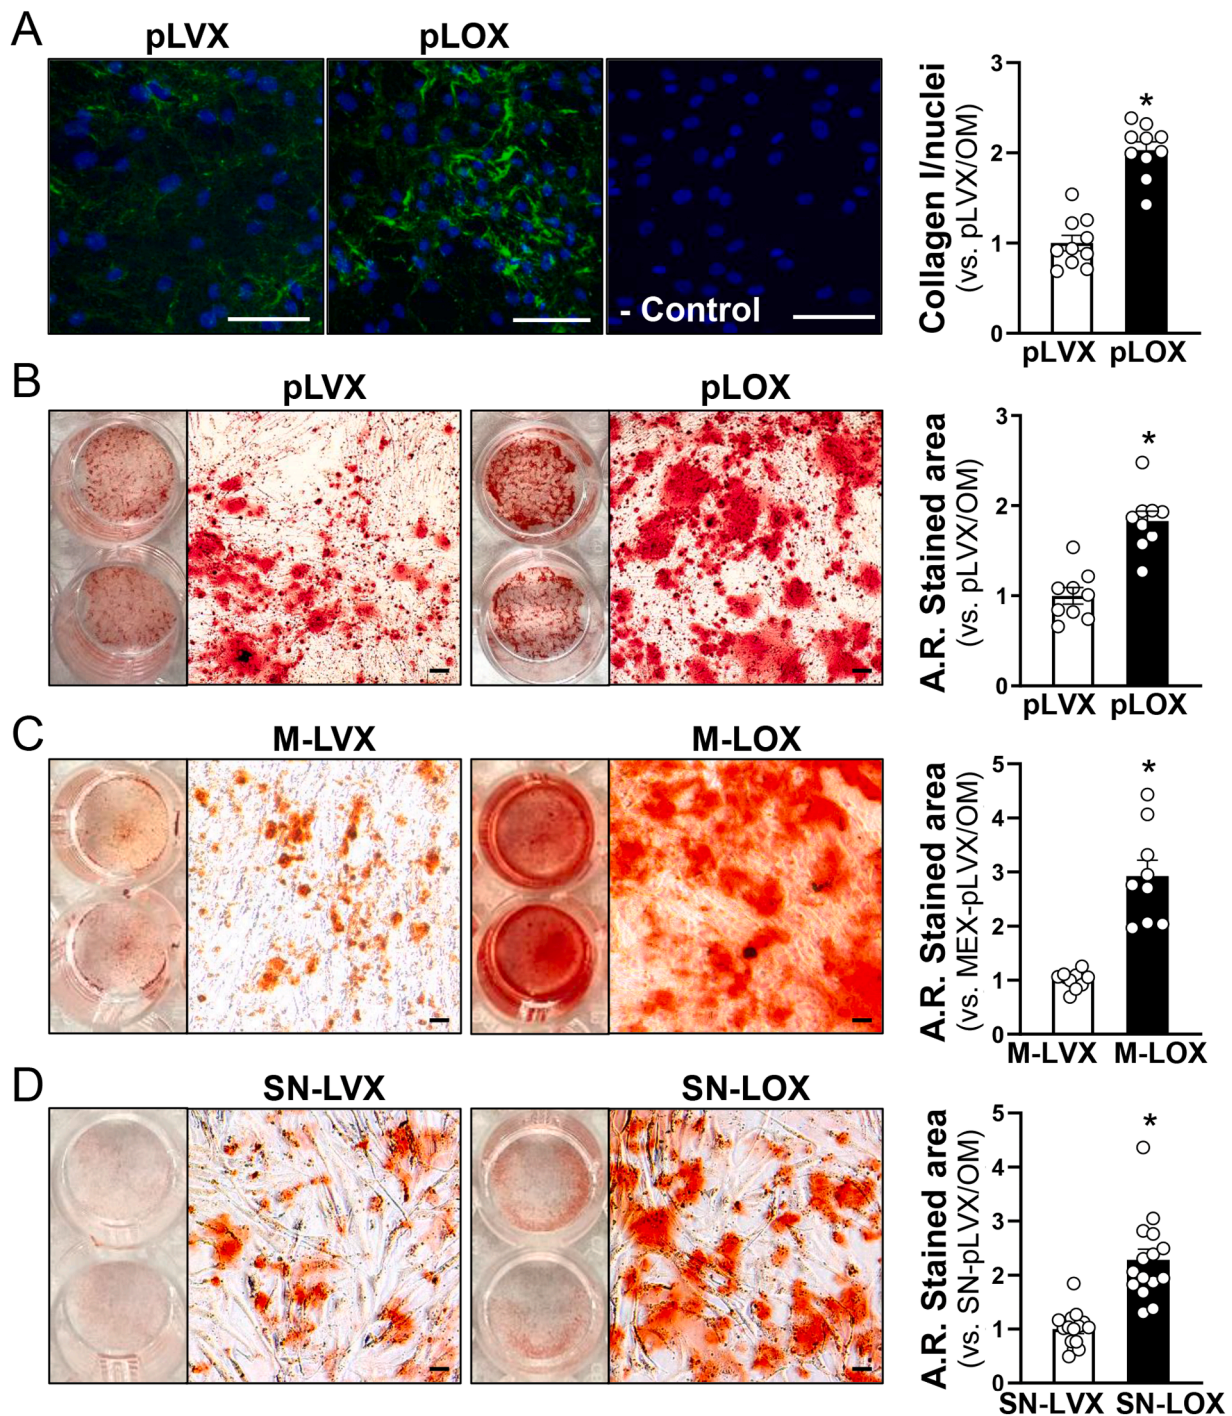 A
pLVX pLOX
- Control
Collagen I/nuclei
(vs. pLVX/OM)
3
*
2
1
0
pLVX pLOX
B
pLVX pLOX
A.R. Stained area
(vs. pLVX/OM)
3
*
2
1
0
pLVX pLOX
C
M-LVX M-LOX
A.R. Stained area
(vs. MEX-pLVX/OM)
5
*
4
3
2
1
0
M-LVX M-LOX
D
SN-LVX SN-LOX
A.R. Stained area
(vs. SN-pLVX/OM)
5
*
4
3
2
1
0
SN-LVX SN-LOX